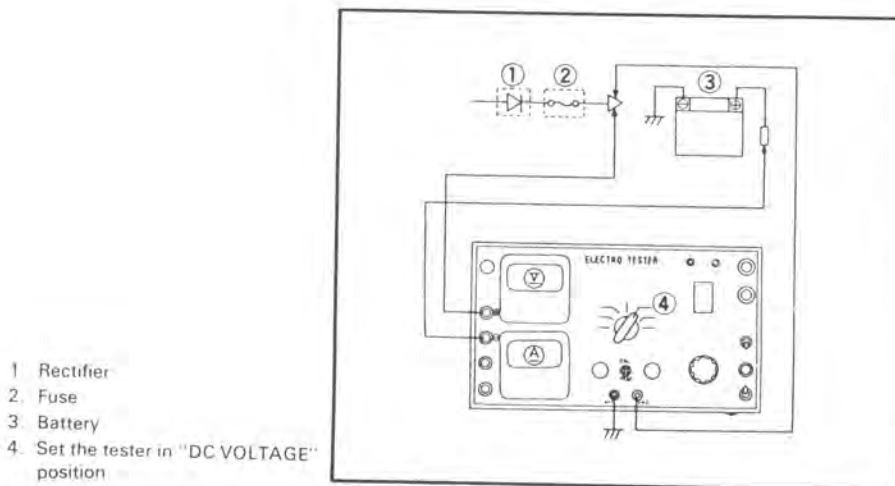 ① ② ③
ELECTRO TESTER
V
④
A
1 Rectifier
2. Fuse
3. Battery
4. Set the tester in "DC VOLTAGE"
position